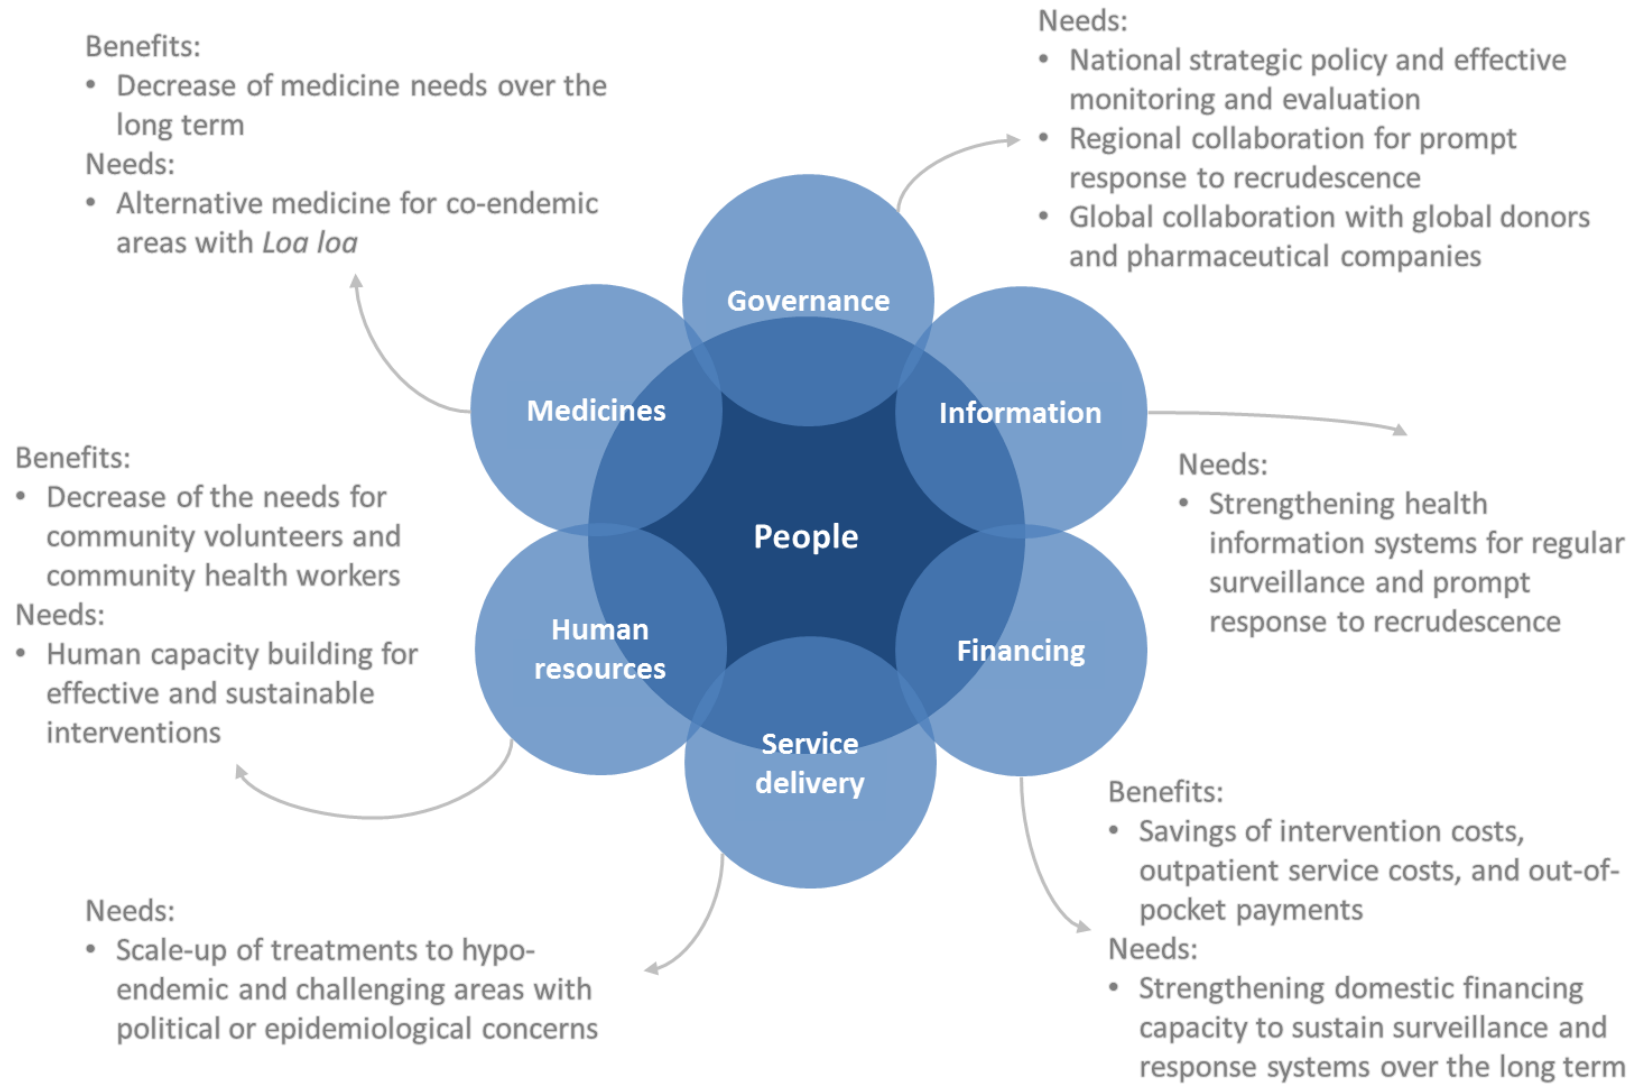 Benefits:
• Decrease of medicine needs over the
long term
Needs:
• Alternative medicine for co-endemic
areas with Loa loa
Needs:
• National strategic policy and effective
monitoring and evaluation
• Regional collaboration for prompt
response to recrudescence
• Global collaboration with global donors
and pharmaceutical companies
Governance
Medicines
Information
People
Human
resources
Financing
Service
delivery
Benefits:
• Decrease of the needs for
community volunteers and
community health workers
Needs:
• Human capacity building for
effective and sustainable
interventions
Needs:
• Strengthening health
information systems for regular
surveillance and prompt
response to recrudescence
Needs:
• Scale-up of treatments to hypo-
endemic and challenging areas with
political or epidemiological concerns
Benefits:
• Savings of intervention costs,
outpatient service costs, and out-of-
pocket payments
Needs:
• Strengthening domestic financing
capacity to sustain surveillance and
response systems over the long term